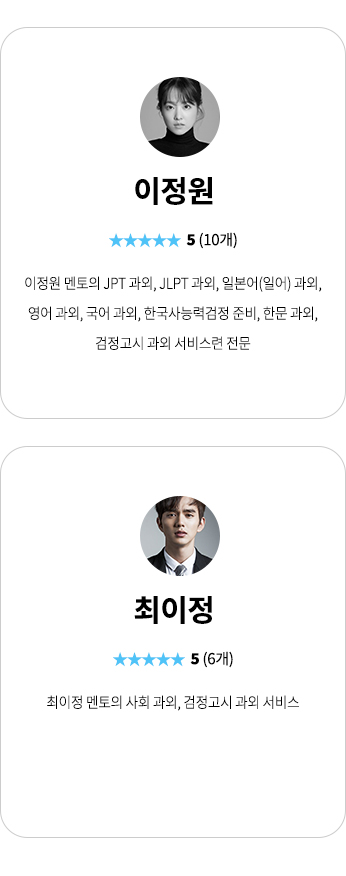 이정원
★★★★★ 5 (10개)
이정원 멘토의 JPT 과외, JLPT 과외, 일본어(일어) 과외,
영어 과외, 국어 과외, 한국사능력검정 준비, 한문 과외,
검정고시 과외 서비스련 전문
최이정
★★★★★ 5 (6개)
최이정 멘토의 사회 과외, 검정고시 과외 서비스